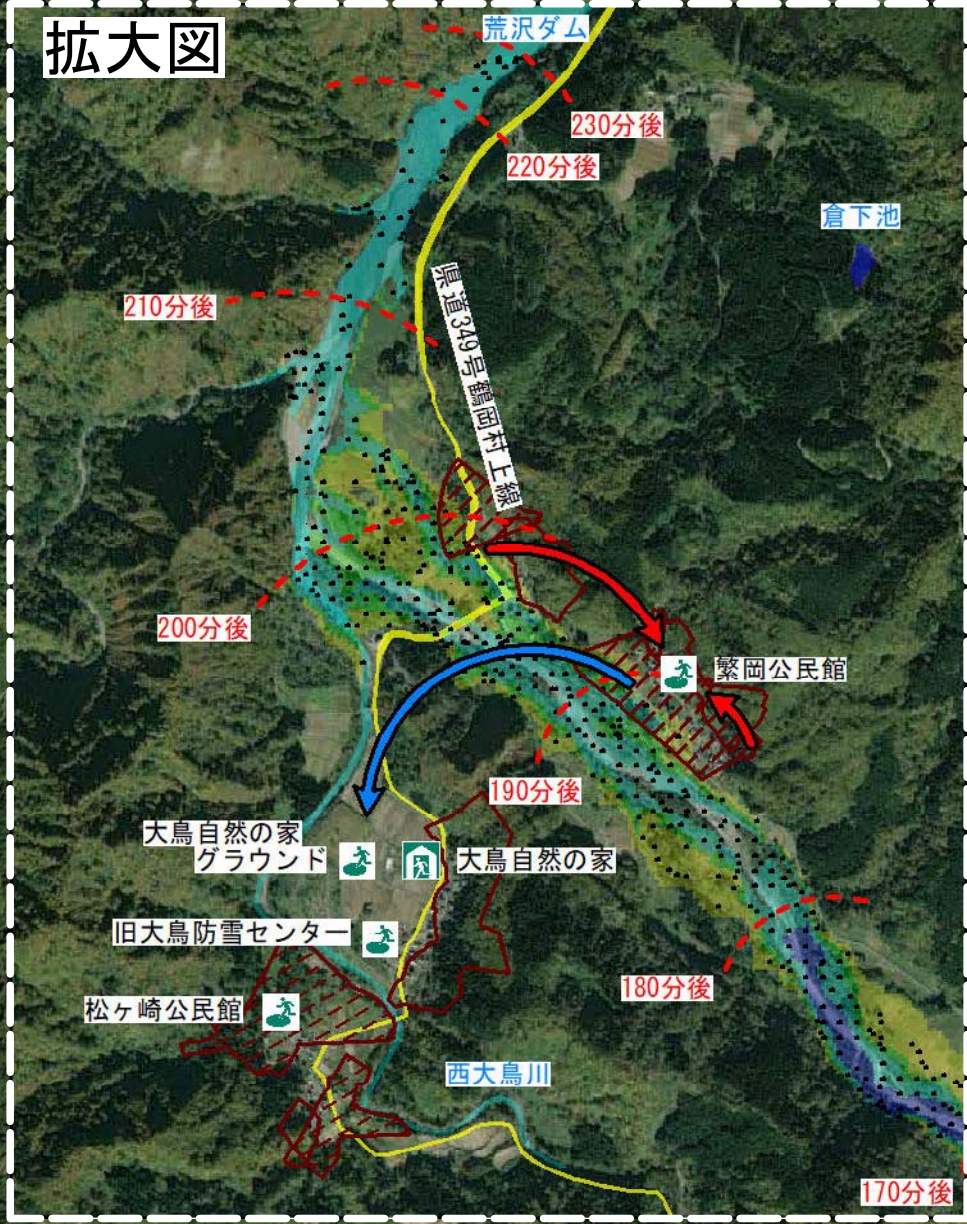 拡大図
荒沢ダム
230分後
220分後
倉下池
210分後
県道349号鶴岡村上線
200分後
繁岡公民館
190分後
大鳥自然の家
グラウンド
大鳥自然の家
旧大鳥防雪センター
180分後
松ヶ崎公民館
西大鳥川
170分後